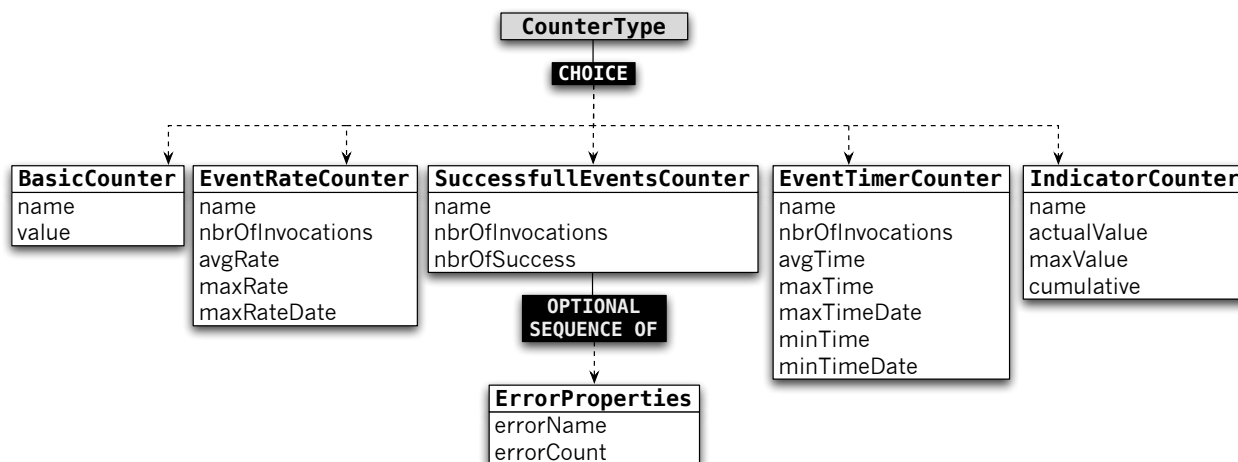 CounterType
CHOICE
BasicCounter
name
value
EventRateCounter
name
nbrOfInvocations
avgRate
maxRate
maxRateDate
SuccessfullEventsCounter
name
nbrOfInvocations
nbrOfSuccess
OPTIONAL
SEQUENCE OF
ErrorProperties
errorName
errorCount
EventTimerCounter
name
nbrOfInvocations
avgTime
maxTime
maxTimeDate
minTime
minTimeDate
IndicatorCounter
name
actualValue
maxValue
cumulative